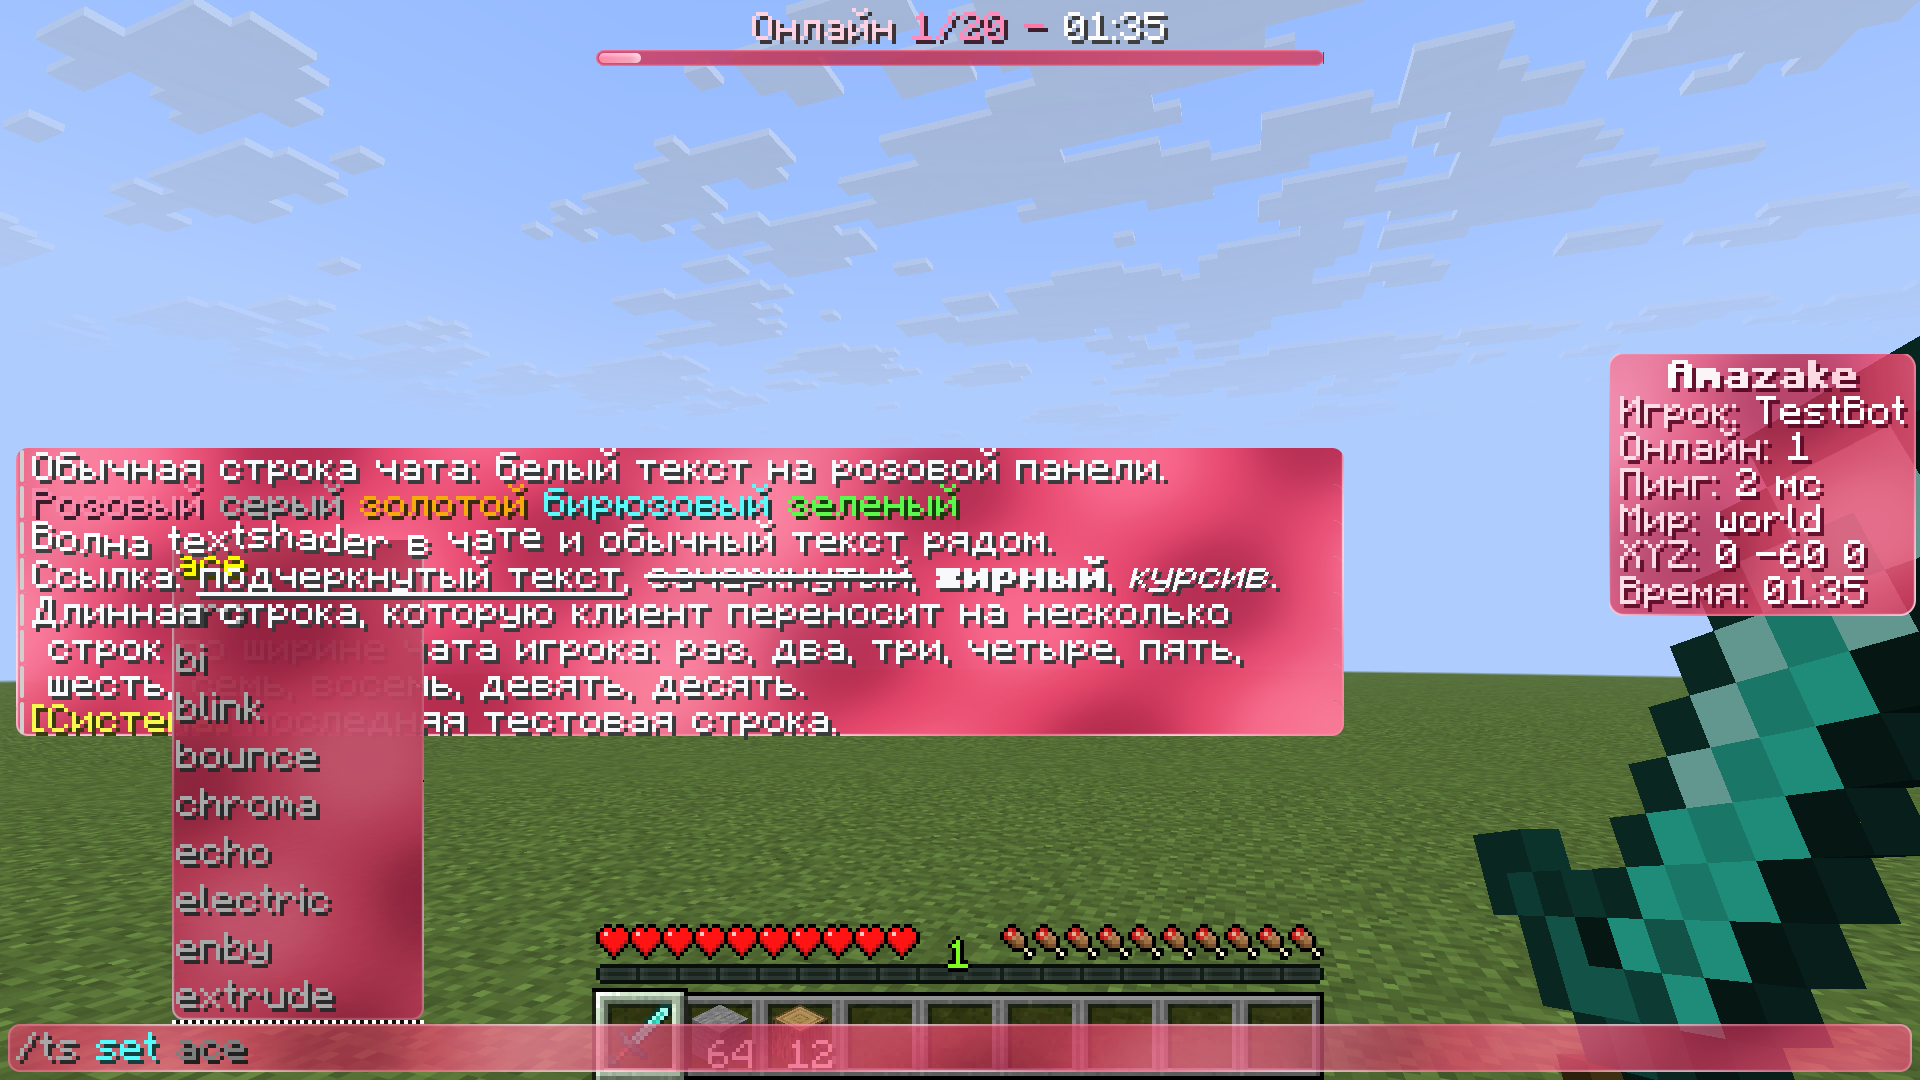 Онлайн 1/20 - 01:35
Amazake
Игрок: TestBot
Онлайн: 1
Пинг: 2 мс
Мир: world
XYZ: 0 -60 0
Время: 01:35
Обычная строка чата: белый текст на розовой панели.
Розовый серый золотой бирюзовый зеленый
Волна textshader в чате и обычный текст рядом.
Ссылка: Подчеркнутый текст, зачеркнутый, жирный, курсив.
Длинная строка, которую клиент переносит на несколько
строк по ширине чата игрока: раз, два, три, четыре, пять,
шесть, семь, восемь, девять, десять.
последняя тестовая строка.
ace
bi
blink
bounce
chroma
echo
electric
enby
extrude
1
64 12
/ts set ace